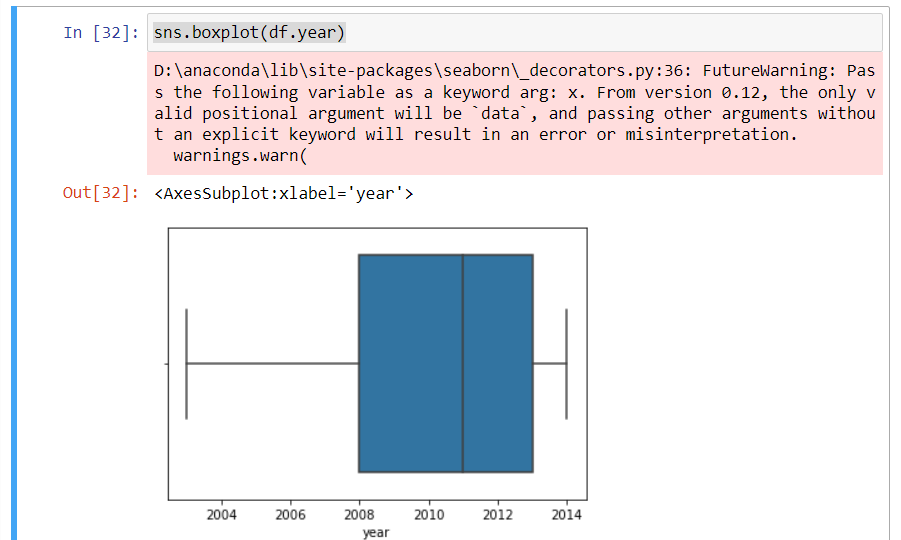 In [32]: sns.boxplot(df.year)
D:\anaconda\lib\site-packages\seaborn\_decorators.py:36: FutureWarning: Pas
s the following variable as a keyword arg: x. From version 0.12, the only v
alid positional argument will be `data`, and passing other arguments withou
t an explicit keyword will result in an error or misinterpretation.
  warnings.warn(
Out[32]: <AxesSubplot:xlabel='year'>
2004 2006 2008 2010 2012 2014
year